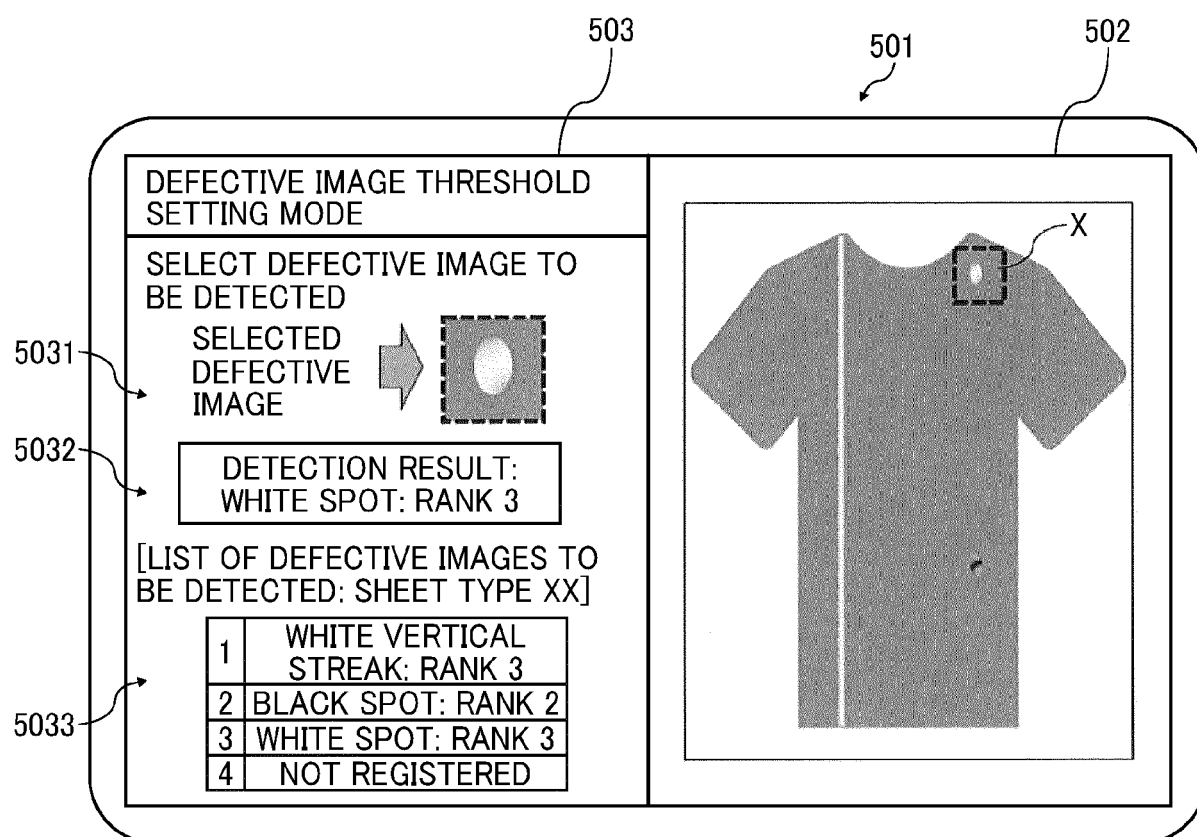 503
501
502
DEFECTIVE IMAGE THRESHOLD
SETTING MODE
SELECT DEFECTIVE IMAGE TO
BE DETECTED
SELECTED
DEFECTIVE
IMAGE
5031
5032
DETECTION RESULT:
WHITE SPOT: RANK 3
[LIST OF DEFECTIVE IMAGES TO
BE DETECTED: SHEET TYPE XX]
5033
1 WHITE VERTICAL
STREAK: RANK 3
2 BLACK SPOT: RANK 2
3 WHITE SPOT: RANK 3
4 NOT REGISTERED
X